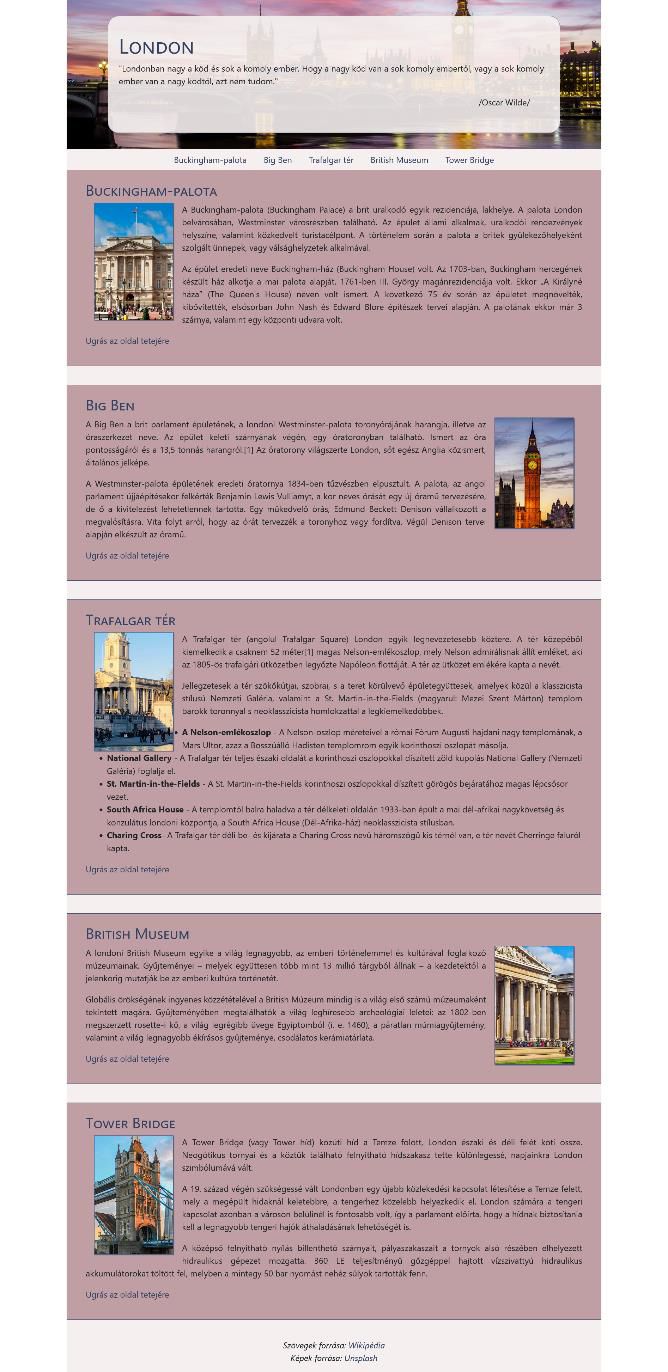 London
"Londonban nagy a köd és sok a komoly ember. Hogy a nagy köd van a sok komoly embertől, vagy a sok komoly
ember van a nagy ködtől, azt nem tudom."
/Oscar Wilde/
Buckingham-palota Big Ben Trafalgar tér British Museum Tower Bridge
Buckingham-palota
A Buckingham-palota (Buckingham Palace) a brit uralkodó egyik rezidenciája, lakhelye. A palota London
belvárosában, Westminster városrészben található. Az épület állami alkalmak, uralkodói rendezvények
helyszíne, valamint közkedvelt turistacélpont. A történelem során a palota a britek gyülekezőhelyeként
szolgált ünnepek, vagy válsághelyzetek alkalmával.
Az épület eredeti neve Buckingham-ház (Buckingham House) volt. Az 1703-ban, Buckingham hercegének
készült ház alkotja a mai palota alapját. 1761-ben III. György magánrezidenciája volt. Ekkor „A Királyné
háza" (The Queen's House) neven volt ismert. A következő 75 év során az épületet megnövelték,
kibővítették, elsősorban John Nash és Edward Blore építészek tervei alapján. A palotának ekkor már 3
szárnya, valamint egy központi udvara volt.
Ugrás az oldal tetejére
Big Ben
A Big Ben a brit parlament épületének, a londoni Westminster-palota toronyórájának harangja, illetve az
óraszerkezet neve. Az épület keleti szárnyának végén, egy óratoronyban található. Ismert az óra
pontosságáról és a 13,5 tonnás harangról.[1] Az óratorony világszerte London, sőt egész Anglia közismert,
általános jelképe.
A Westminster-palota épületének eredeti óratornya 1834-ben tűzvészben elpusztult. A palota, az angol
parlament újjáépítésekor felkérték Benjamin Lewis Vulliamyt, a kor neves órását egy új óramű tervezésére,
de ő a kivitelezést lehetetlennek tartotta. Egy műkedvelő órás, Edmund Beckett Denison vállalkozott a
megvalósításra. Vita folyt arról, hogy az órát tervezzék a toronyhoz vagy fordítva. Végül Denison tervei
alapján elkészült az óramű.
Ugrás az oldal tetejére
Trafalgar tér
A Trafalgar tér (angolul Trafalgar Square) London egyik legnevezetesebb köztere. A tér közepéből
kiemelkedik a csaknem 52 méter[1] magas Nelson-emlékoszlop, mely Nelson admirálisnak állít emléket, aki
az 1805-ös trafalgari ütközetben legyőzte Napóleon flottáját. A tér az ütközet emlékére kapta a nevét.
Jellegzetesek a tér szökőkútjai, szobrai, s a teret körülvevő épületegyüttesek, amelyek közül a klasszicista
stílusú Nemzeti Galéria, valamint a St. Martin-in-the-Fields (magyarul: Mezei Szent Márton) templom
barokk toronnyal s neoklasszicista homlokzattal a legkiemelkedőbbek.
• A Nelson-emlékoszlop - A Nelson-oszlop méreteivel a római Fórum Augusti hajdani nagy templomának, a
Mars Ultor, azaz a Bosszúálló Hadisten templomrom egyik korinthoszi oszlopát másolja.
• National Gallery - A Trafalgar tér teljes északi oldalát a korinthoszi oszlopokkal díszített zöld kupolás National Gallery (Nemzeti
Galéria) foglalja el.
• St. Martin-in-the-Fields - A St. Martin-in-the-Fields korinthoszi oszlopokkal díszített görögös bejáratához magas lépcsősor
vezet.
• South Africa House - A templomtól balra haladva a tér délkeleti oldalán 1933-ban épült a mai dél-afrikai nagykövetség és
konzulátus londoni központja, a South Africa House (Dél-Afrika-ház) neoklasszicista stílusban.
• Charing Cross -A Trafalgar tér déli be- és kijárata a Charing Cross nevű háromszögű kis térnél van, e tér nevét Cherringe faluról
kapta.
Ugrás az oldal tetejére
British Museum
A londoni British Museum egyike a világ legnagyobb, az emberi történelemmel és kultúrával foglalkozó
múzeumainak. Gyűjteményei – melyek együttesen több mint 13 millió tárgyból állnak – a kezdetektől a
jelenkorig mutatják be az emberi kultúra történetét.
Globális örökségének ingyenes közzétételével a British Múzeum mindig is a világ első számú múzeumaként
tekintett magára. Gyűjteményében megtalálhatók a világ leghíresebb archeológiai leletei: az 1802-ben
megszerzett rosette-i kő, a világ legrégibb üvege Egyiptomból (i. e. 1460), a páratlan múmiagyűjtemény,
valamint a világ legnagyobb ékírásos gyűjteménye, csodálatos kerámiatárlata.
Ugrás az oldal tetejére
Tower Bridge
A Tower Bridge (vagy Tower híd) közúti híd a Temze fölött, London északi és déli felét köti össze.
Neogótikus tornyai és a köztük található felnyitható hídszakasz tette különlegessé, napjainkra London
szimbólumává vált.
A 19. század végén szükségessé vált Londonban egy újabb közlekedési kapcsolat létesítése a Temze felett,
mely a megépült hidaknál keletebbre, a tengerhez közelebb helyezkedik el. London számára a tengeri
kapcsolat azonban a városon belülinél is fontosabb volt, így a parlament előírta, hogy a hídnak biztosítania
kell a legnagyobb tengeri hajók áthaladásának lehetőségét is.
A középső felnyitható nyílás billenthető szárnyait, pályaszakaszait a tornyok alsó részében elhelyezett
hidraulikus gépezet mozgatta. 360 LE teljesítményű gőzgéppel hajtott vízszivattyú hidraulikus
akkumulátorokat töltött fel, melyben a mintegy 50 bar nyomást nehéz súlyok tartották fenn.
Ugrás az oldal tetejére
Szövegek forrása: Wikipédia
Képek forrása: Unsplash